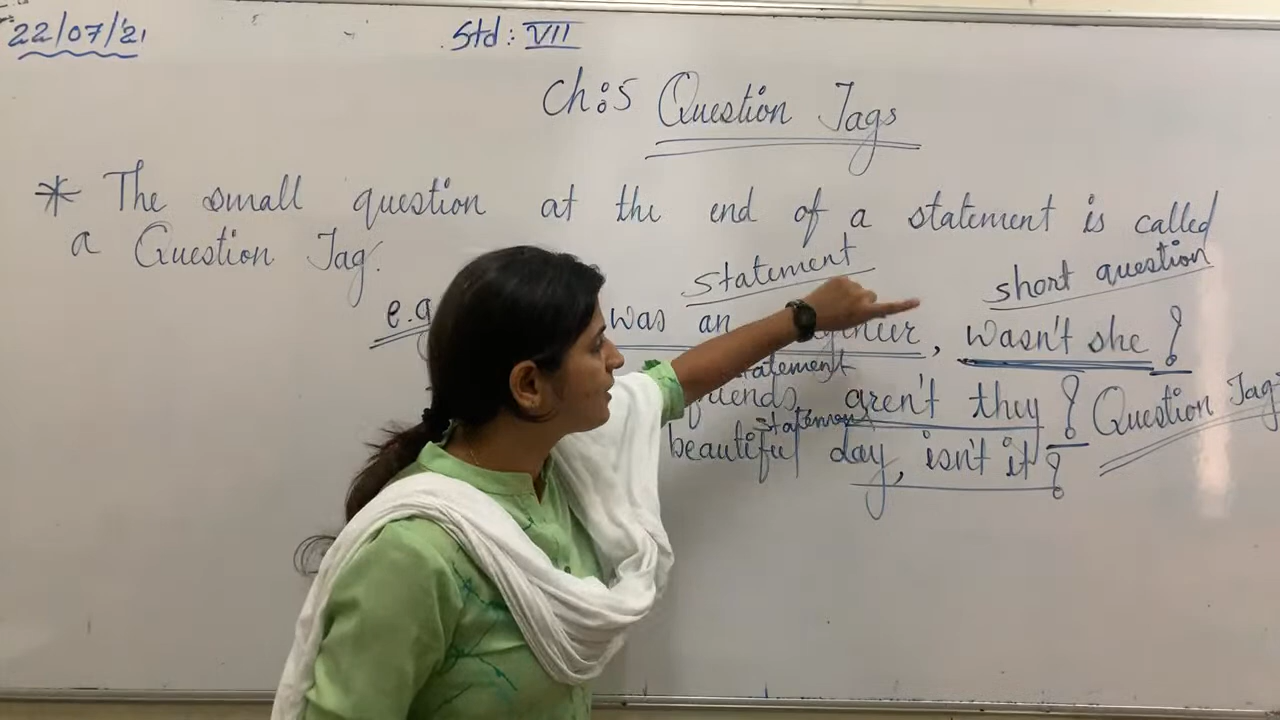 22/07/21
Std: VII
Ch:5 Question Tags
* The small question at the end of a statement is called
a Question Tag.
statement short question
e.g was an wasn't she?
statement
friends, aren't they? Question Tag
statement
beautiful day, isn't it?